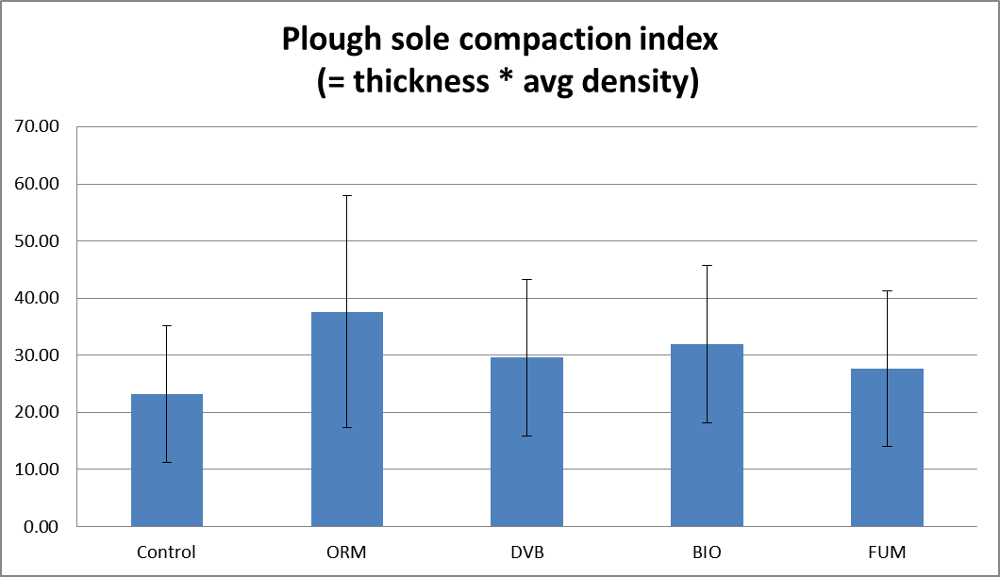 Plough sole compaction index
(= thickness * avg density)
70.00
60.00
50.00
40.00
30.00
20.00
10.00
0.00
Control ORM DVB BIO FUM